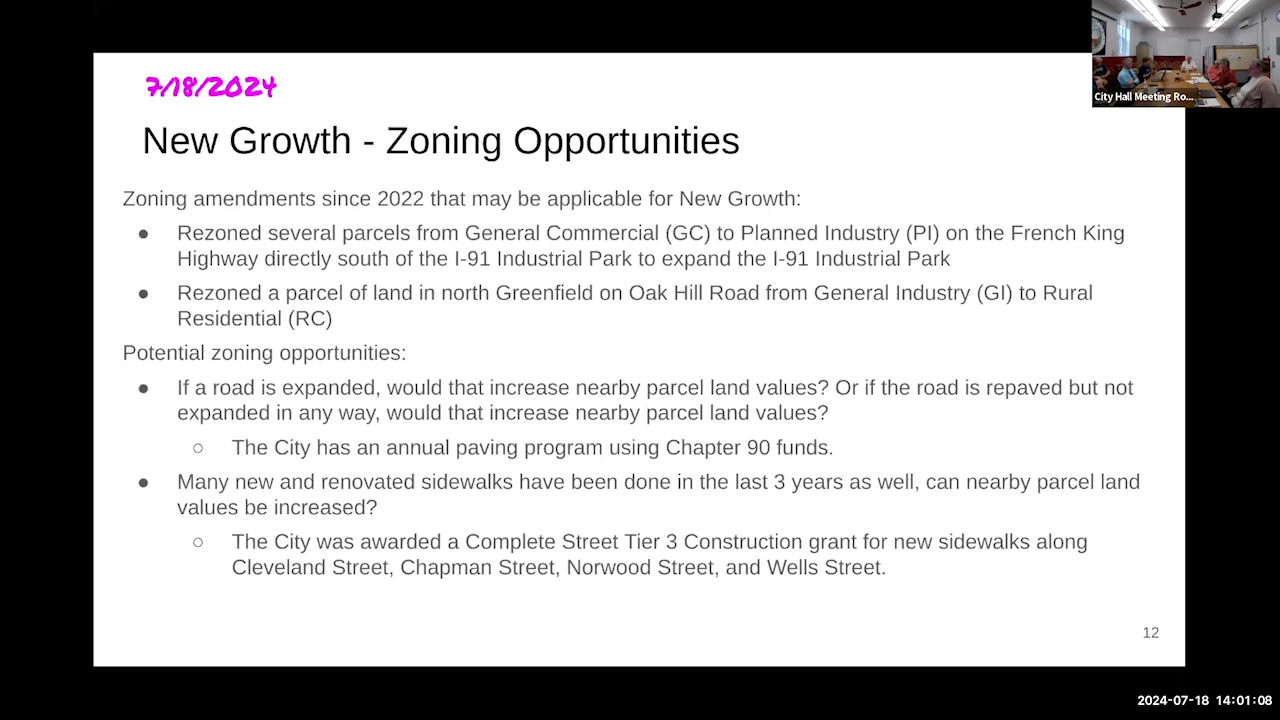 7/18/2024
City Hall Meeting Ro...
New Growth - Zoning Opportunities
Zoning amendments since 2022 that may be applicable for New Growth:
● Rezoned several parcels from General Commercial (GC) to Planned Industry (PI) on the French King
Highway directly south of the I-91 Industrial Park to expand the I-91 Industrial Park
● Rezoned a parcel of land in north Greenfield on Oak Hill Road from General Industry (GI) to Rural
Residential (RC)
Potential zoning opportunities:
● If a road is expanded, would that increase nearby parcel land values? Or if the road is repaved but not
expanded in any way, would that increase nearby parcel land values?
○ The City has an annual paving program using Chapter 90 funds.
● Many new and renovated sidewalks have been done in the last 3 years as well, can nearby parcel land
values be increased?
○ The City was awarded a Complete Street Tier 3 Construction grant for new sidewalks along
Cleveland Street, Chapman Street, Norwood Street, and Wells Street.
12
2024-07-18 14:01:08